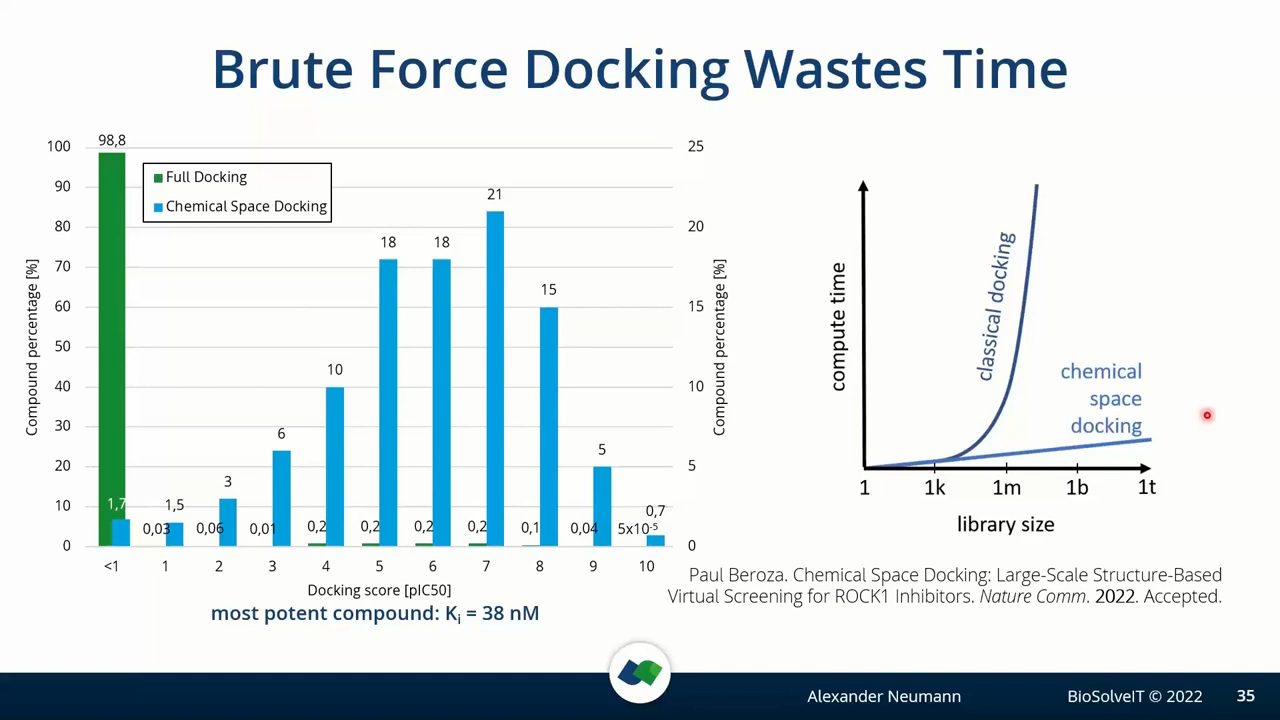 Brute Force Docking Wastes Time
100
90
80
70
60
50
40
30
20
10
0
Compound percentage [%]
Full Docking
Chemical Space Docking
98,8
1,7
0,03
1,5
0,06
3
0,01
6
0,2
10
0,2
18
0,2
18
0,2
21
0,1
15
0,04
5
5x10-5
0,7
<1 1 2 3 4 5 6 7 8 9 10
Docking score [pIC50]
25
20
15
10
5
0
Compound percentage [%]
most potent compound: Ki = 38 nM
compute time
classical docking
chemical
space
docking
1 1k 1m 1b 1t
library size
Paul Beroza. Chemical Space Docking: Large-Scale Structure-Based
Virtual Screening for ROCK1 Inhibitors. Nature Comm. 2022. Accepted.
Alexander Neumann BioSolveIT © 2022 35